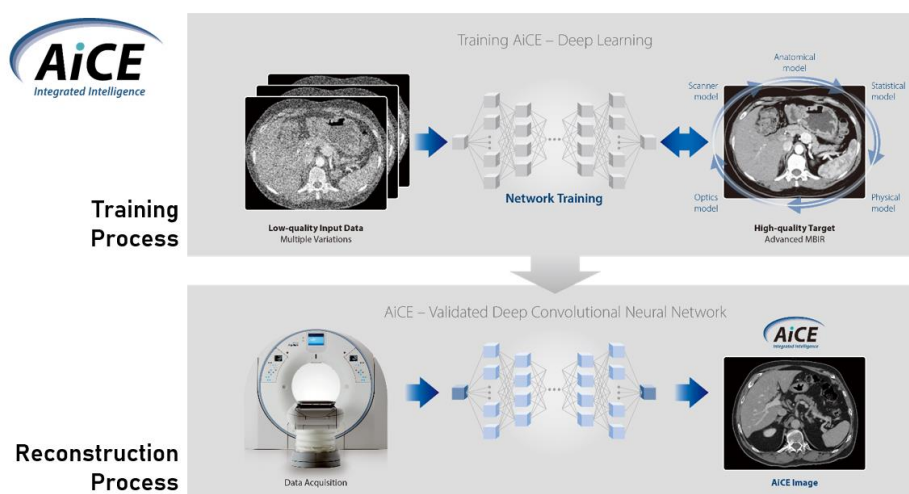 AiCE
Integrated Intelligence
Training AiCE – Deep Learning
Anatomical
model
Scanner
model
Statistical
model
Optics
model
Physical
model
Network Training
Low-quality Input Data
Multiple Variations
High-quality Target
Advanced MBIR
Training
Process
AiCE – Validated Deep Convolutional Neural Network
AiCE
Integrated Intelligence
Data Acquisition
AiCE Image
Reconstruction
Process